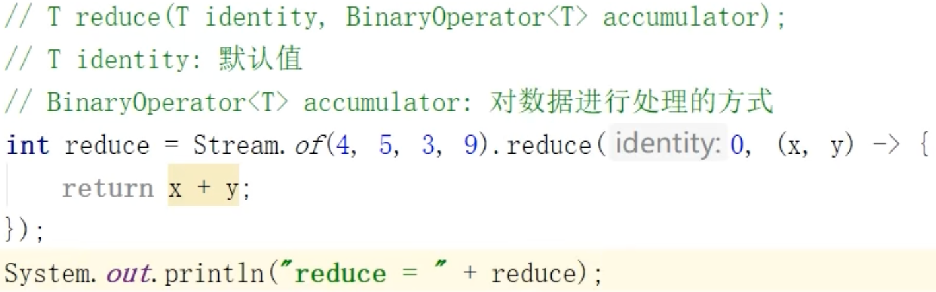 // T reduce(T identity, BinaryOperator<T> accumulator);
// T identity: 默认值
// BinaryOperator<T> accumulator: 对数据进行处理的方式
int reduce = Stream.of(4, 5, 3, 9).reduce( identity: 0, (x, y) -> {
    return x + y;
});
System.out.println("reduce = " + reduce);